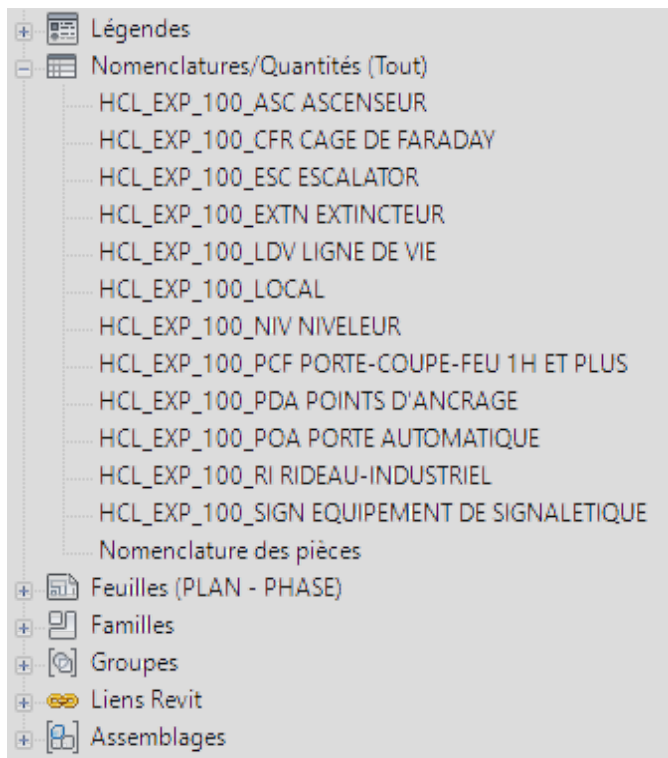 Légendes
Nomenclatures/Quantités (Tout)
HCL_EXP_100_ASC ASCENSEUR
HCL_EXP_100_CFR CAGE DE FARADAY
HCL_EXP_100_ESC ESCALATOR
HCL_EXP_100_EXTN EXTINCTEUR
HCL_EXP_100_LDV LIGNE DE VIE
HCL_EXP_100_LOCAL
HCL_EXP_100_NIV NIVELEUR
HCL_EXP_100_PCF PORTE-COUPE-FEU 1H ET PLUS
HCL_EXP_100_PDA POINTS D'ANCRAGE
HCL_EXP_100_POA PORTE AUTOMATIQUE
HCL_EXP_100_RI RIDEAU-INDUSTRIEL
HCL_EXP_100_SIGN EQUIPEMENT DE SIGNALETIQUE
Nomenclature des pièces
Feuilles (PLAN - PHASE)
Familles
Groupes
Liens Revit
Assemblages